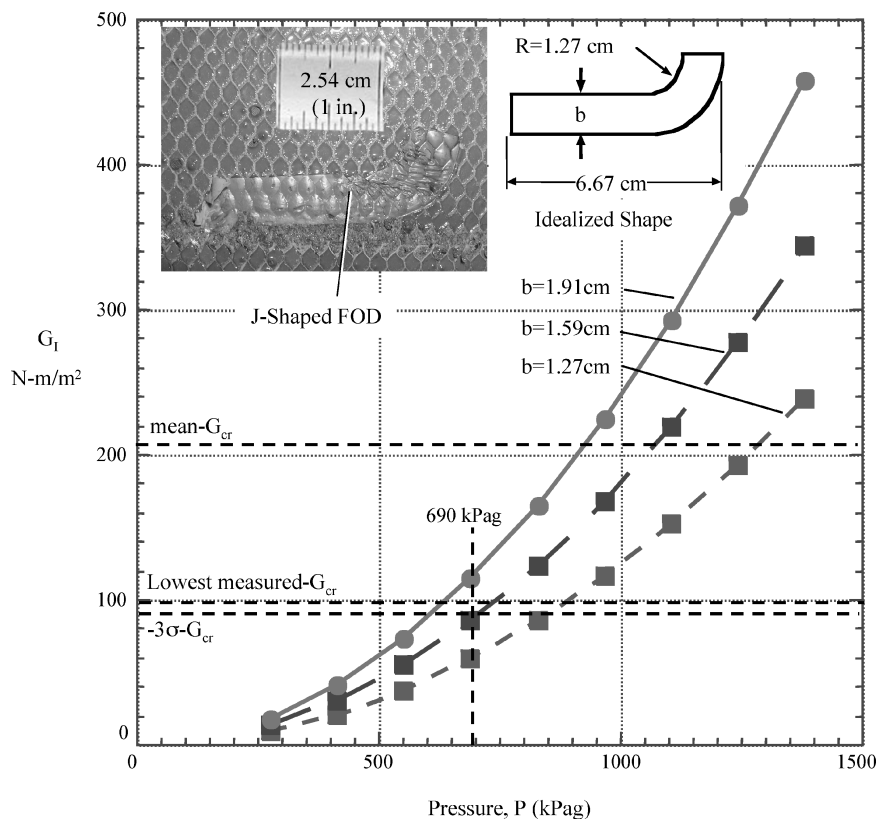 500
400
300
200
100
0
G_I
N-m/m²
2.54 cm
(1 in.)
R=1.27 cm
b
6.67 cm
Idealized Shape
J-Shaped FOD
b=1.91cm
b=1.59cm
b=1.27cm
mean-G_cr
690 kPag
Lowest measured-G_cr
-3σ-G_cr
0
500
1000
1500
Pressure, P (kPag)